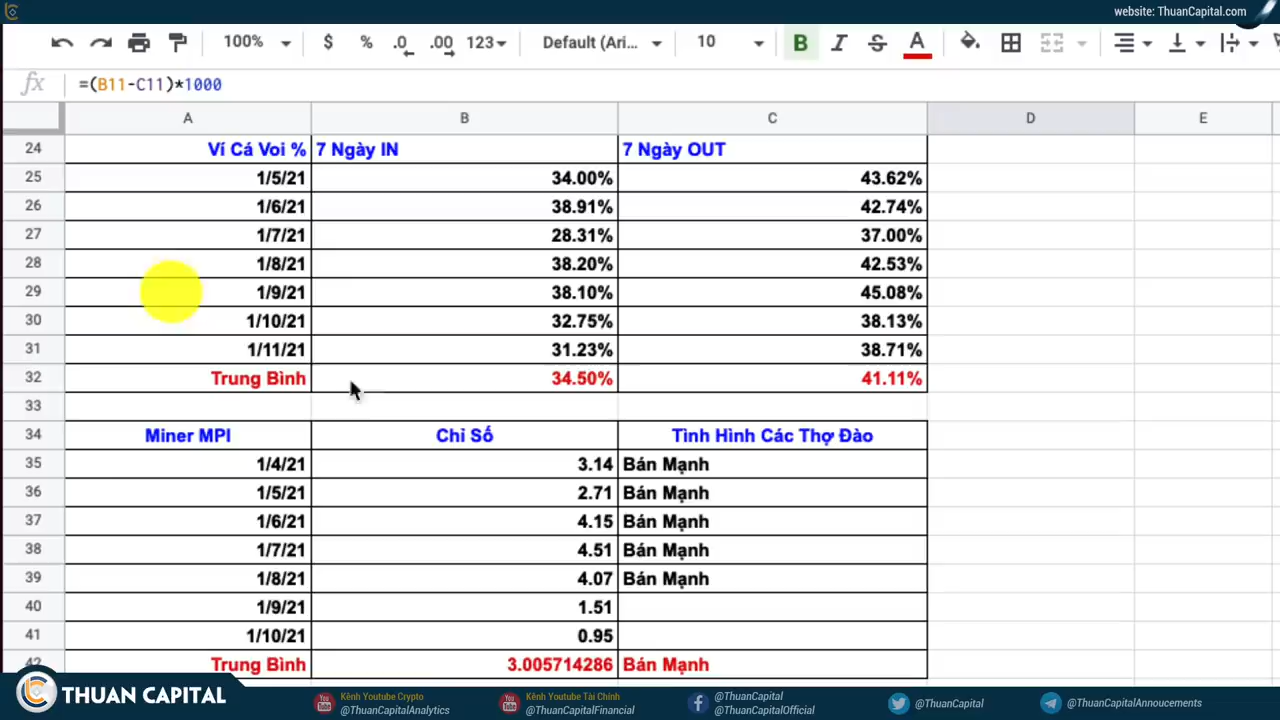 website: ThuanCapital.com
100% $ % .0 .00 123 Default (Ari... 10 B I S A
fx =(B11-C11)*1000
A B C D E
24 Ví Cá Voi % 7 Ngày IN 7 Ngày OUT
25 1/5/21 34.00% 43.62%
26 1/6/21 38.91% 42.74%
27 1/7/21 28.31% 37.00%
28 1/8/21 38.20% 42.53%
29 1/9/21 38.10% 45.08%
30 1/10/21 32.75% 38.13%
31 1/11/21 31.23% 38.71%
32 Trung Bình 34.50% 41.11%
33
34 Miner MPI Chỉ Số Tình Hình Các Thợ Đào
35 1/4/21 3.14 Bán Mạnh
36 1/5/21 2.71 Bán Mạnh
37 1/6/21 4.15 Bán Mạnh
38 1/7/21 4.51 Bán Mạnh
39 1/8/21 4.07 Bán Mạnh
40 1/9/21 1.51
41 1/10/21 0.95
42 Trung Bình 3.005714286 Bán Mạnh
THUAN CAPITAL
Kênh Youtube Crypto
@ThuanCapitalAnalytics
Kênh Youtube Tài Chính
@ThuanCapitalFinancial
@ThuanCapital
@ThuanCapitalOfficial
@ThuanCapital
@ThuanCapitalAnnoucements